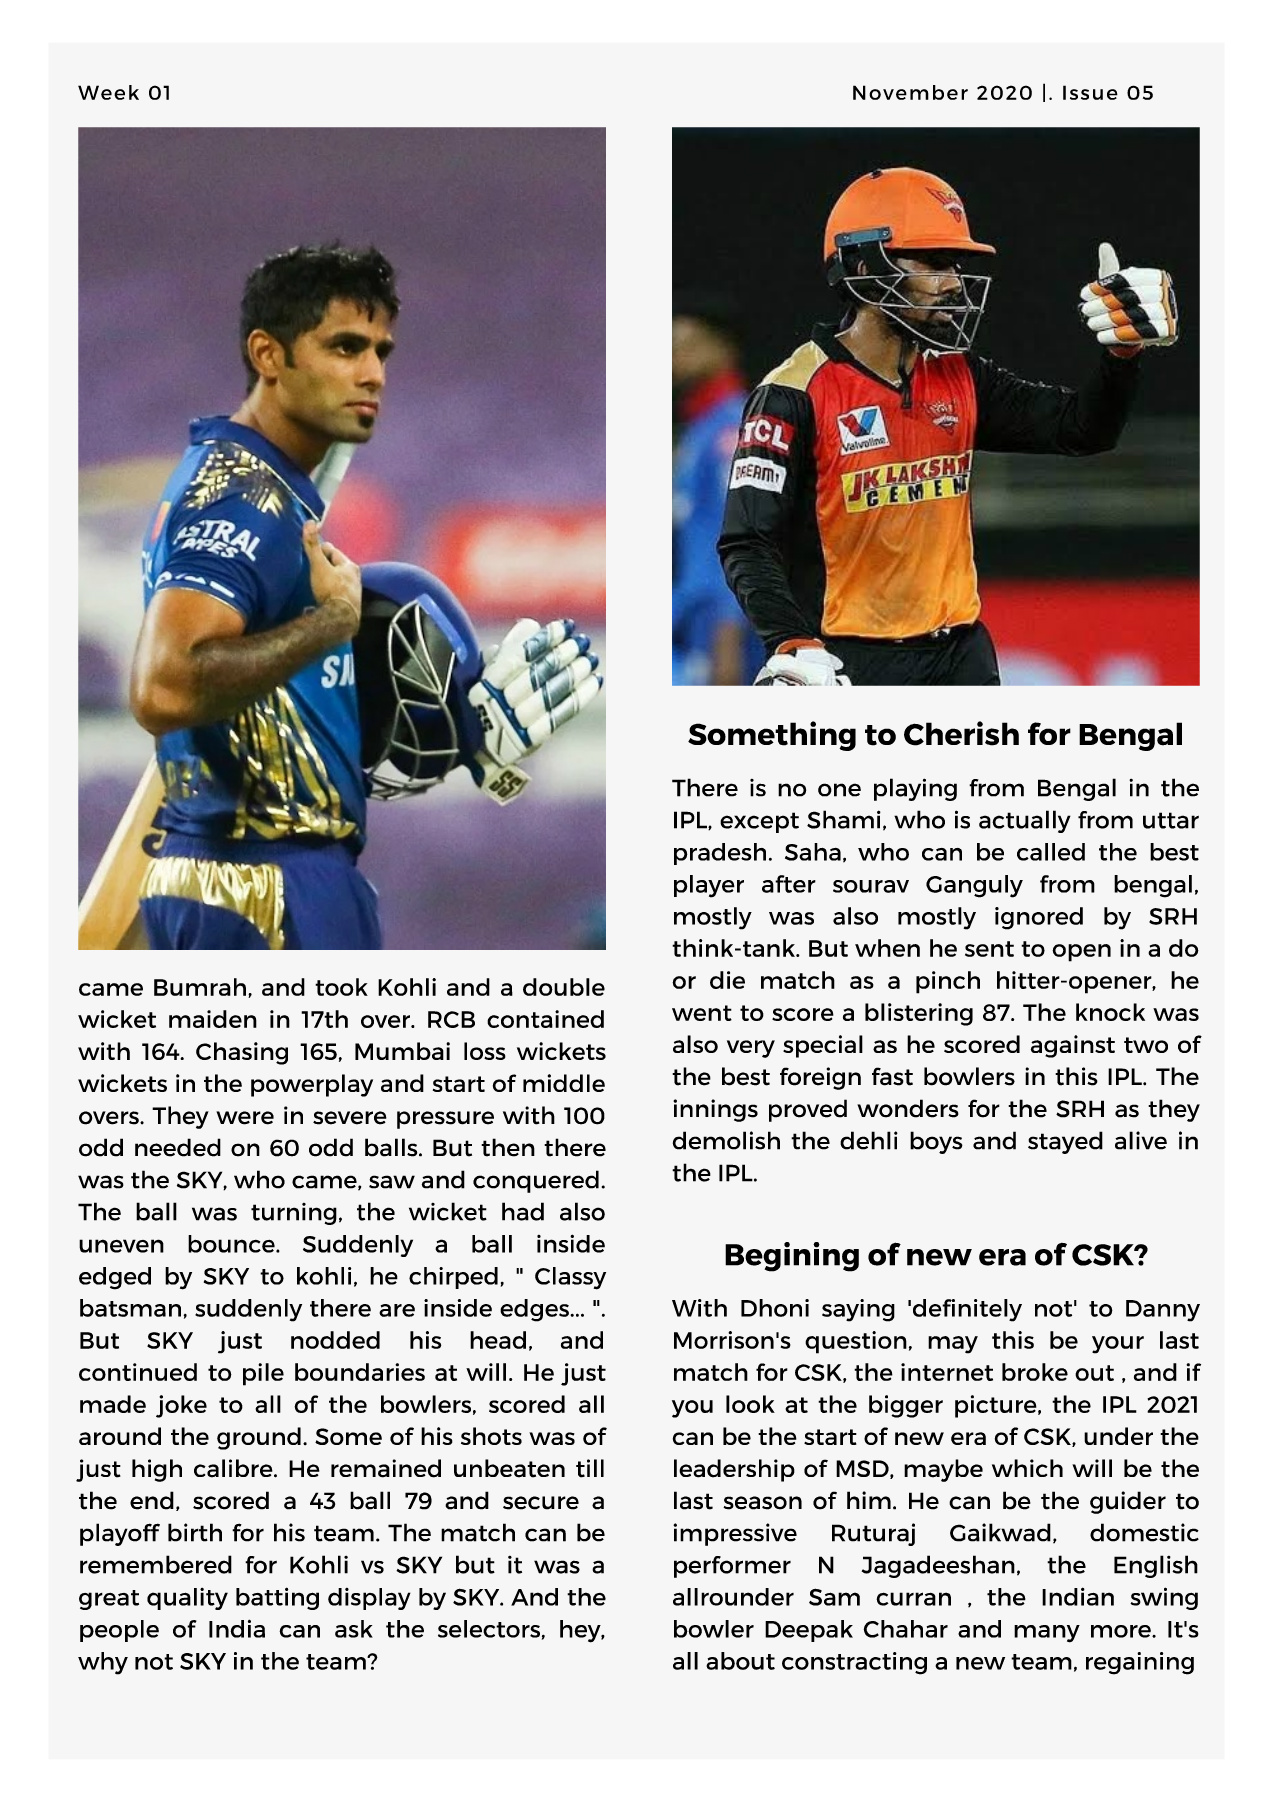 Week 01
November 2020 |. Issue 05
ASTRAL
PIPES
SS
SS
came Bumrah, and took Kohli and a double
wicket maiden in 17th over. RCB contained
with 164. Chasing 165, Mumbai loss wickets
wickets in the powerplay and start of middle
overs. They were in severe pressure with 100
odd needed on 60 odd balls. But then there
was the SKY, who came, saw and conquered.
The ball was turning, the wicket had also
uneven bounce. Suddenly a ball inside
edged by SKY to kohli, he chirped, " Classy
batsman, suddenly there are inside edges... ".
But SKY just nodded his head, and
continued to pile boundaries at will. He just
made joke to all of the bowlers, scored all
around the ground. Some of his shots was of
just high calibre. He remained unbeaten till
the end, scored a 43 ball 79 and secure a
playoff birth for his team. The match can be
remembered for Kohli vs SKY but it was a
great quality batting display by SKY. And the
people of India can ask the selectors, hey,
why not SKY in the team?
TCL
Valvoline
DREAM11
JK LAKSHM
CEMEN
Something to Cherish for Bengal
There is no one playing from Bengal in the
IPL, except Shami, who is actually from uttar
pradesh. Saha, who can be called the best
player after sourav Ganguly from bengal,
mostly was also mostly ignored by SRH
think-tank. But when he sent to open in a do
or die match as a pinch hitter-opener, he
went to score a blistering 87. The knock was
also very special as he scored against two of
the best foreign fast bowlers in this IPL. The
innings proved wonders for the SRH as they
demolish the dehli boys and stayed alive in
the IPL.
Begining of new era of CSK?
With Dhoni saying 'definitely not' to Danny
Morrison's question, may this be your last
match for CSK, the internet broke out , and if
you look at the bigger picture, the IPL 2021
can be the start of new era of CSK, under the
leadership of MSD, maybe which will be the
last season of him. He can be the guider to
impressive Ruturaj Gaikwad, domestic
performer N Jagadeeshan, the English
allrounder Sam curran , the Indian swing
bowler Deepak Chahar and many more. It's
all about constracting a new team, regaining